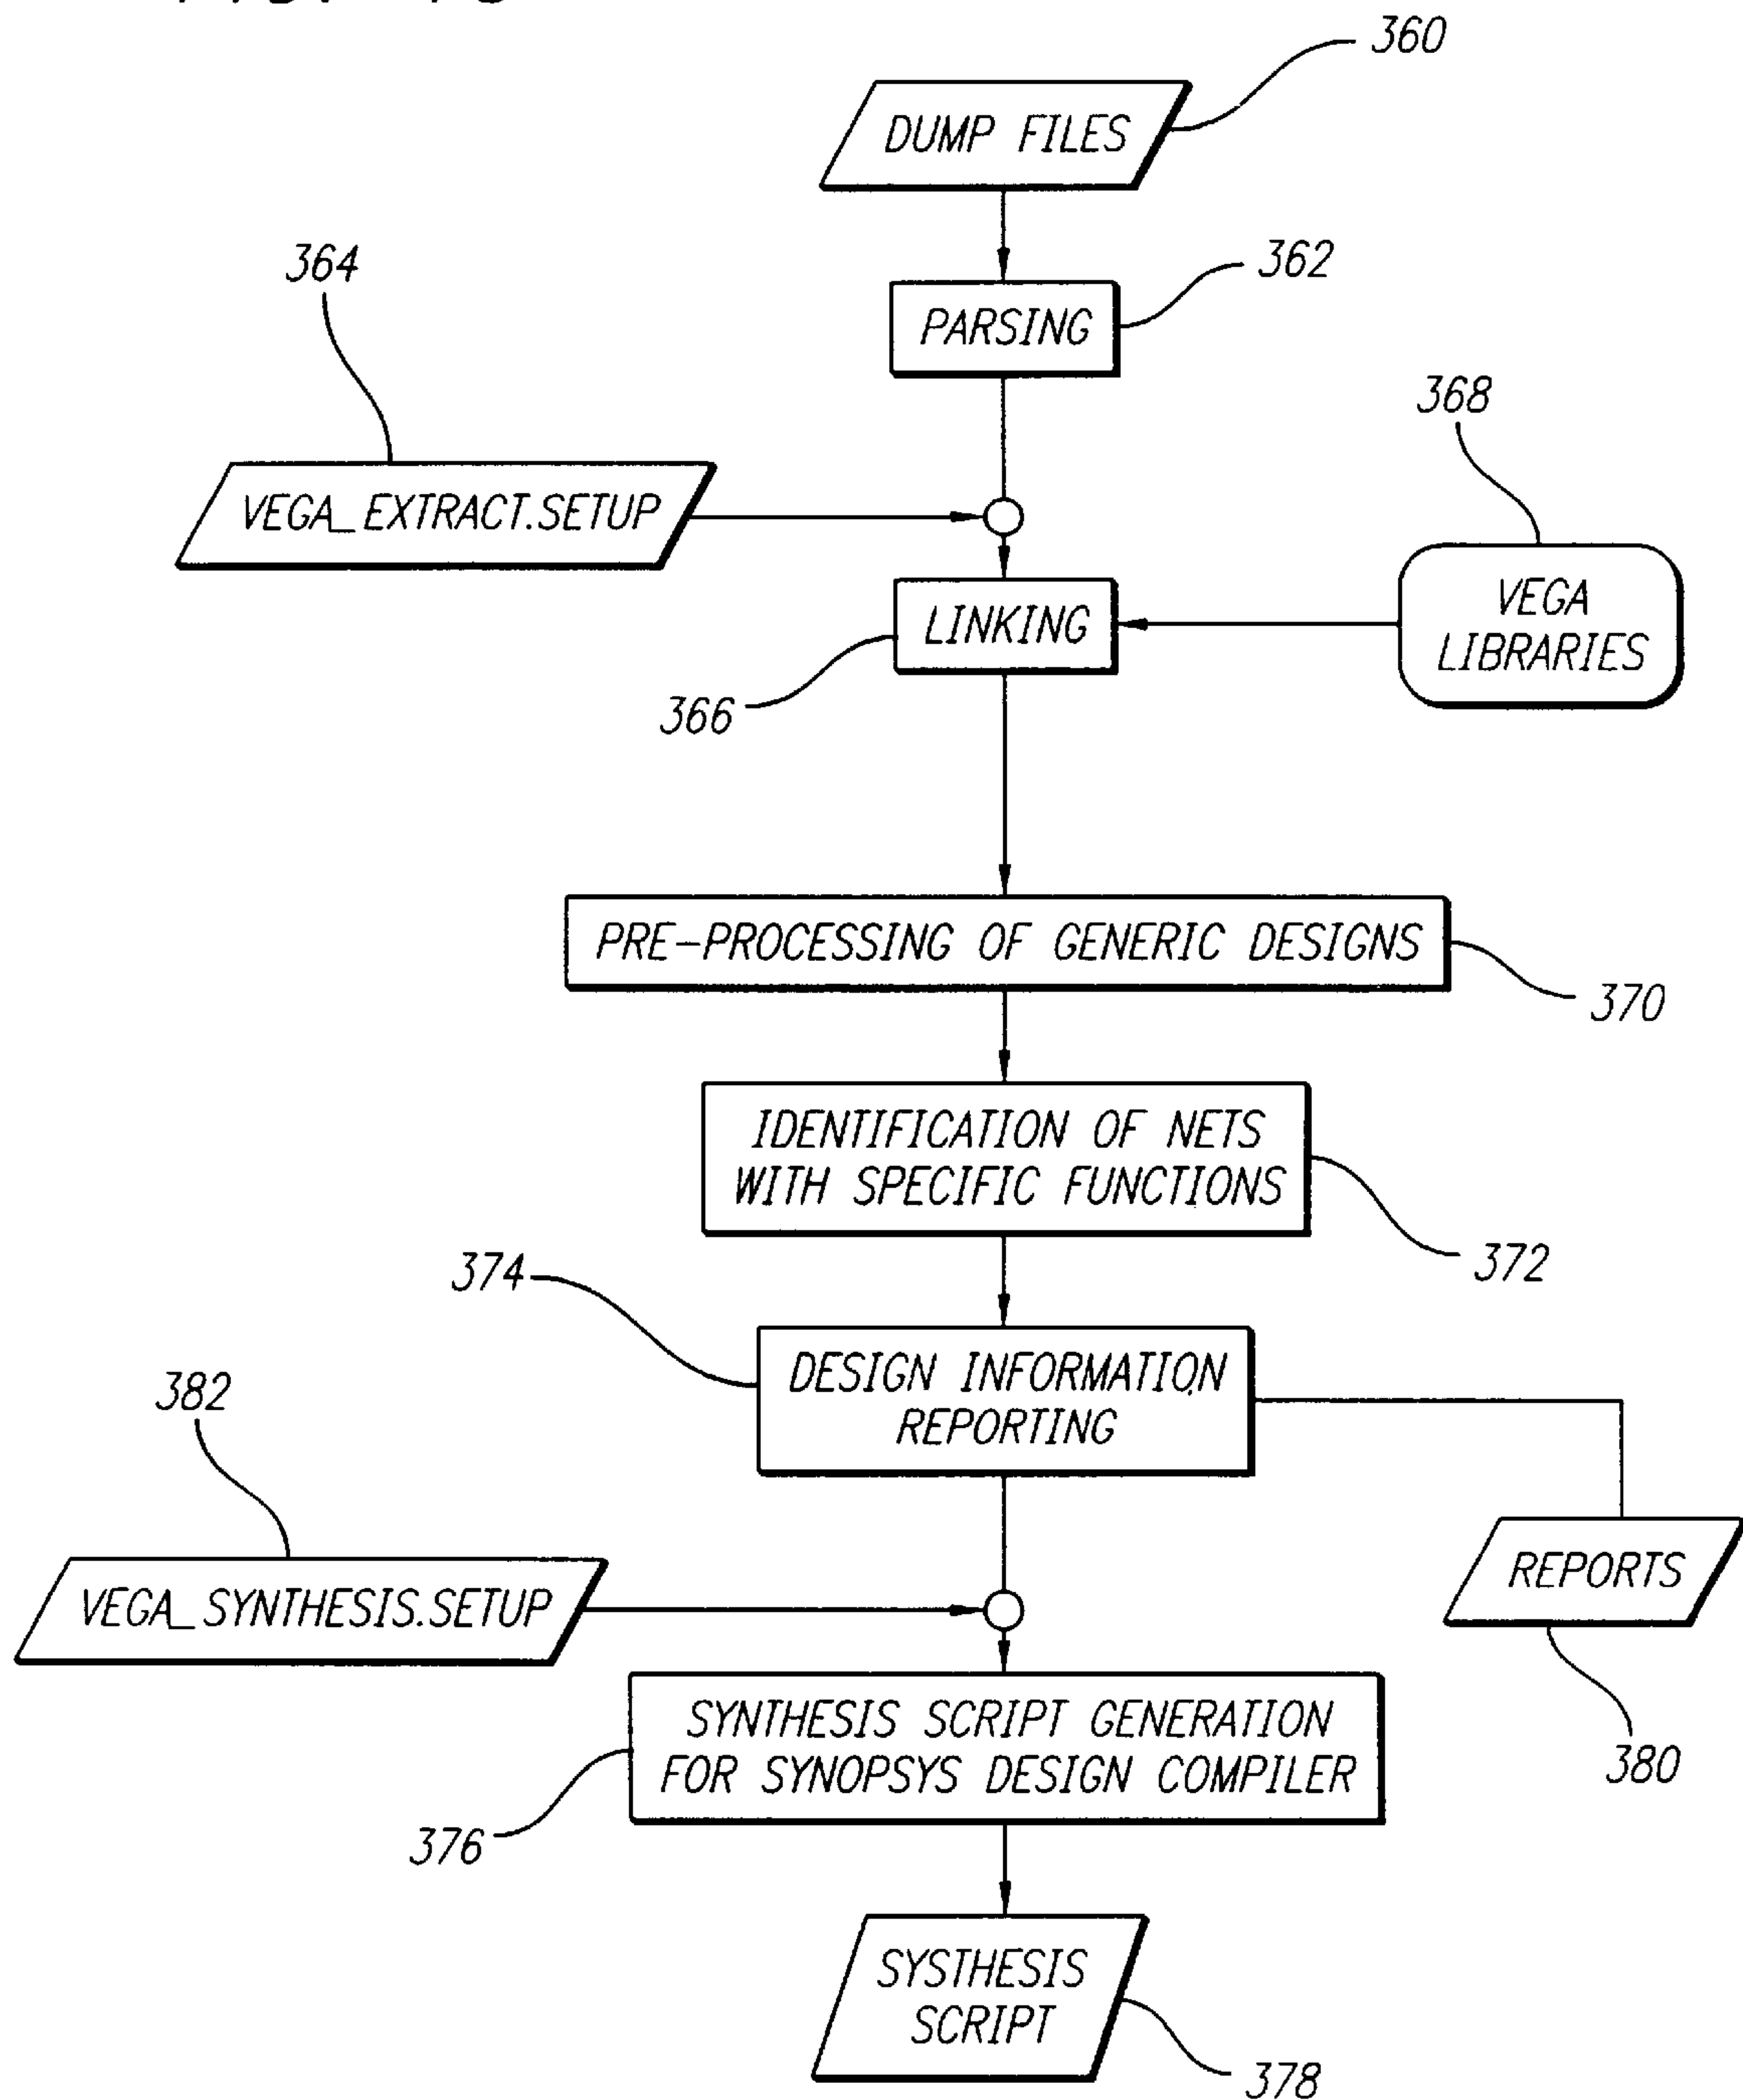 360
DUMP FILES
364
362
PARSING
368
VEGA_EXTRACT.SETUP
VEGA
LIBRARIES
LINKING
366
PRE-PROCESSING OF GENERIC DESIGNS
370
IDENTIFICATION OF NETS
WITH SPECIFIC FUNCTIONS
372
374
DESIGN INFORMATION
REPORTING
382
REPORTS
VEGA_SYNTHESIS.SETUP
380
SYNTHESIS SCRIPT GENERATION
FOR SYNOPSYS DESIGN COMPILER
376
SYSTHESIS
SCRIPT
378